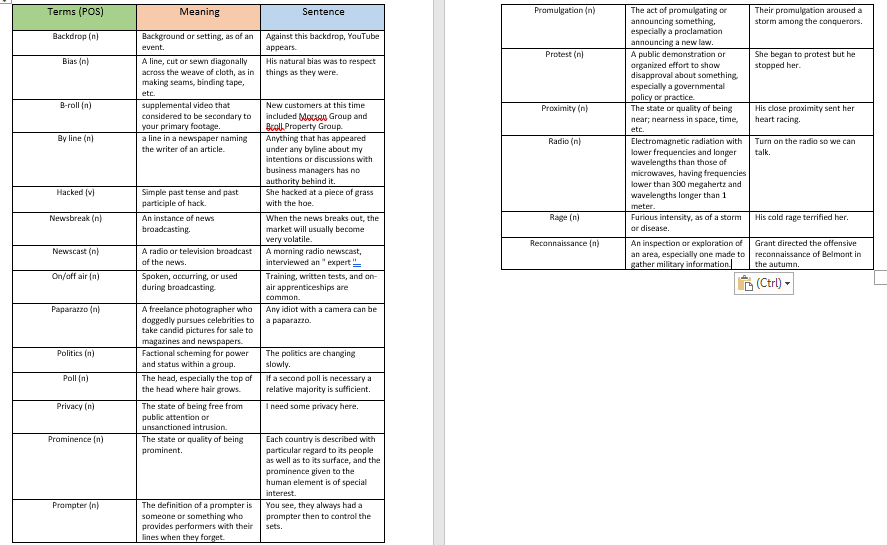 Terms (POS) Meaning Sentence
Backdrop (n) Background or setting, as of an Against this backdrop, YouTube
event. appears.
Bias (n) A line, cut or sewn diagonally His natural bias was to respect
across the weave of cloth, as in things as they were.
making seams, binding tape,
etc.
B-roll (n) supplemental video that New customers at this time
considered to be secondary to included Morson Group and
your primary footage. Broll Property Group.
By line (n) a line in a newspaper naming Anything that has appeared
the writer of an article. under any byline about my
intentions or discussions with
business managers has no
authority behind it.
Hacked (v) Simple past tense and past She hacked at a piece of grass
participle of hack. with the hoe.
Newsbreak (n) An instance of news When the news breaks out, the
broadcasting. market will usually become
very volatile.
Newscast (n) A radio or television broadcast A morning radio newscast,
of the news. interviewed an " expert "
On/off air (n) Spoken, occurring, or used Training, written tests, and on-
during broadcasting. air apprenticeships are
common.
Paparazzo (n) A freelance photographer who Any idiot with a camera can be
doggedly pursues celebrities to a paparazzo.
take candid pictures for sale to
magazines and newspapers.
Politics (n) Factional scheming for power The politics are changing
and status within a group. slowly.
Poll (n) The head, especially the top of If a second poll is necessary a
the head where hair grows. relative majority is sufficient.
Privacy (n) The state of being free from I need some privacy here.
public attention or
unsanctioned intrusion.
Prominence (n) The state or quality of being Each country is described with
prominent. particular regard to its people
as well as to its surface, and the
prominence given to the
human element is of special
interest.
Prompter (n) The definition of a prompter is You see, they always had a
someone or something who prompter then to control the
provides performers with their sets.
lines when they forget.
Promulgation (n) The act of promulgating or Their promulgation aroused a
announcing something, storm among the conquerors.
especially a proclamation
announcing a new law.
Protest (n) A public demonstration or She began to protest but he
organized effort to show stopped her.
disapproval about something,
especially a governmental
policy or practice.
Proximity (n) The state or quality of being His close proximity sent her
near; nearness in space, time, heart racing.
etc.
Radio (n) Electromagnetic radiation with Turn on the radio so we can
lower frequencies and longer talk.
wavelengths than those of
microwaves, having frequencies
lower than 300 megahertz and
wavelengths longer than 1
meter.
Rage (n) Furious intensity, as of a storm His cold rage terrified her.
or disease.
Reconnaissance (n) An inspection or exploration of Grant directed the offensive
an area, especially one made to reconnaissance of Belmont in
gather military information. the autumn.
(Ctrl)